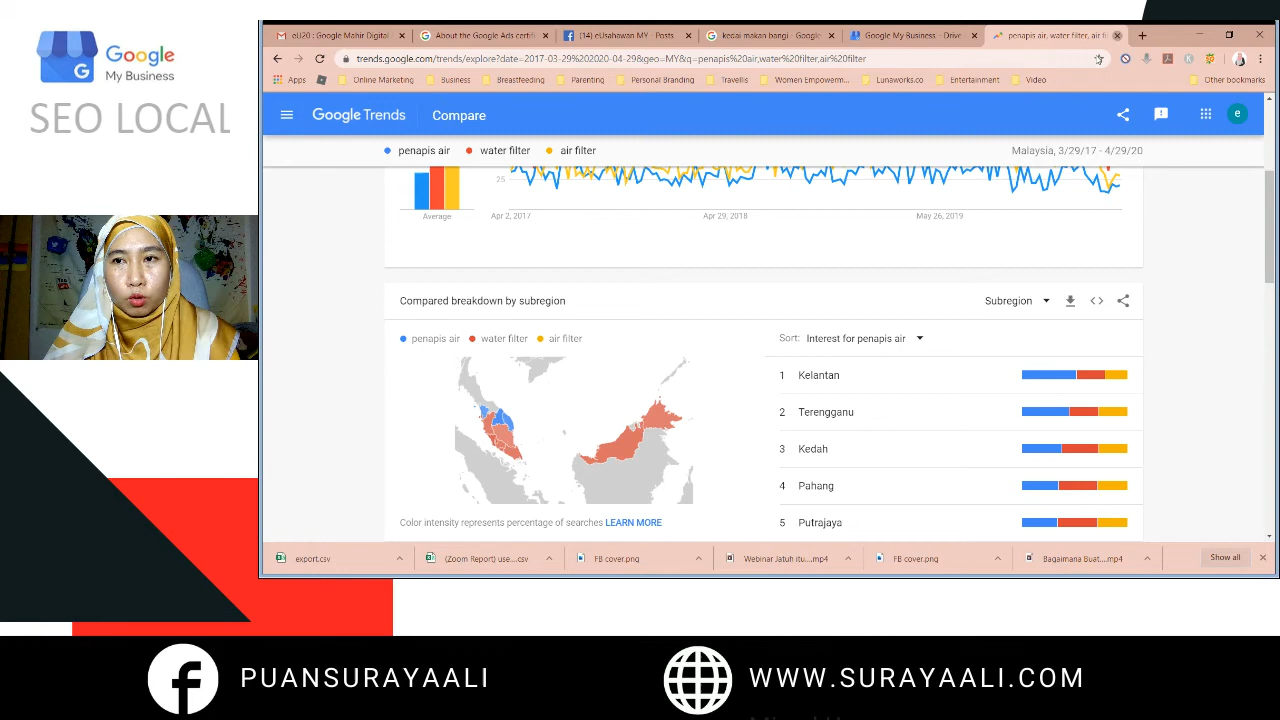 Google
My Business
SEO LOCAL
eU20 : Google Mahir Digital
About the Google Ads certifi
(14) eUsahawan MY - Posts
kedai makan bangi - Google
Google My Business – Drive
penapis air, water filter, air fi
trends.google.com/trends/explore?date=2017-03-29%202020-04-29&geo=MY&q=penapis%20air,water%20filter,air%20filter
Apps
Online Marketing
Business
Breastfeeding
Parenting
Personal Branding
Travellis
Women Empowerm...
Lunaworks.co
Entertainment
Video
Other bookmarks
Google Trends
Compare
e
penapis air
water filter
air filter
Malaysia, 3/29/17 - 4/29/20
25
Average
Apr 2, 2017
Apr 29, 2018
May 26, 2019
Compared breakdown by subregion
Subregion
penapis air
water filter
air filter
Sort: Interest for penapis air
1 Kelantan
2 Terengganu
3 Kedah
4 Pahang
5 Putrajaya
Color intensity represents percentage of searches LEARN MORE
export.csv
(Zoom Report) use....csv
FB cover.png
Webinar Jatuh itu....mp4
FB cover.png
Bagaimana Buat....mp4
Show all
PUANSURAYAALI
WWW.SURAYAALI.COM